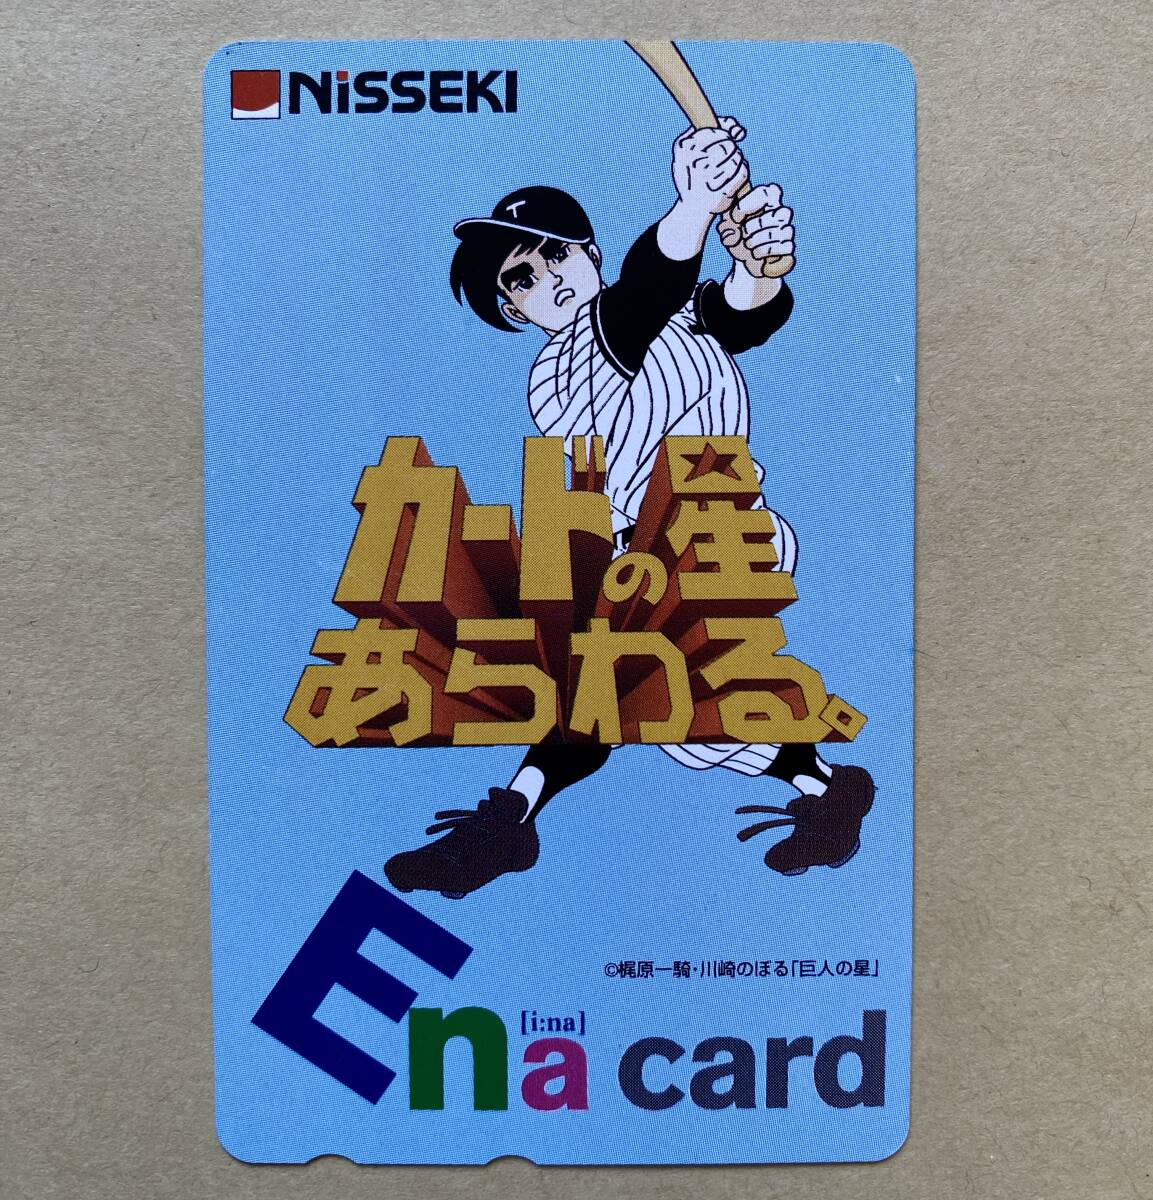 NiSSEKI
T
カードの星
あらわる。
©梶原一騎・川崎のぼる「巨人の星」
[i:na]
Ena card